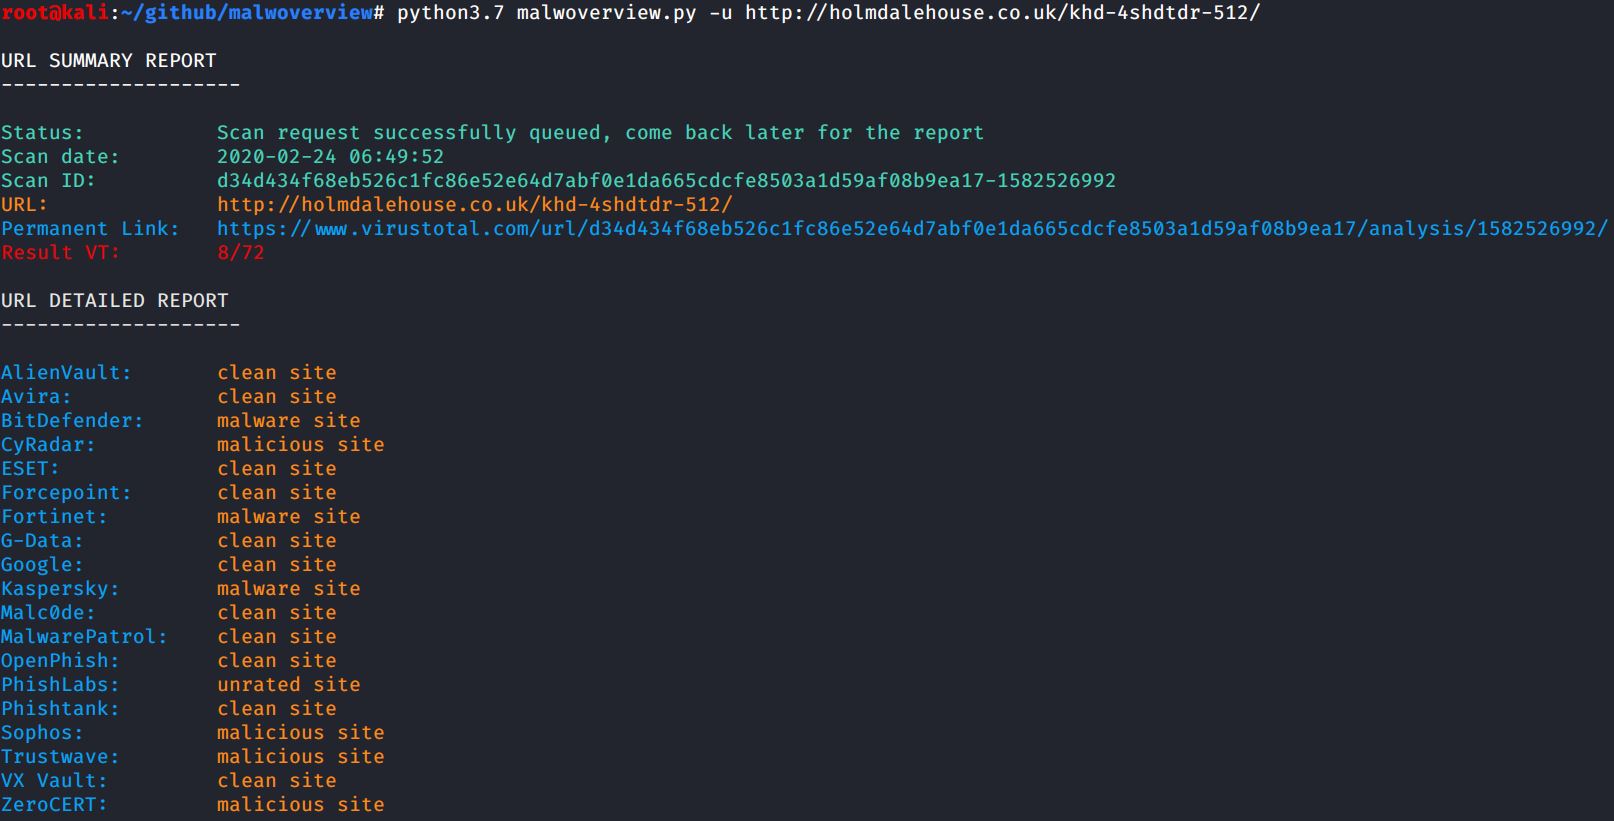 root@kali:~/github/malwoverview# python3.7 malwoverview.py -u http://holmdalehouse.co.uk/khd-4shdtdr-512/
URL SUMMARY REPORT
--------------------
Status: Scan request successfully queued, come back later for the report
Scan date: 2020-02-24 06:49:52
Scan ID: d34d434f68eb526c1fc86e52e64d7abf0e1da665cdcfe8503a1d59af08b9ea17-1582526992
URL: http://holmdalehouse.co.uk/khd-4shdtdr-512/
Permanent Link: https://www.virustotal.com/url/d34d434f68eb526c1fc86e52e64d7abf0e1da665cdcfe8503a1d59af08b9ea17/analysis/1582526992/
Result VT: 8/72
URL DETAILED REPORT
--------------------
AlienVault: clean site
Avira: clean site
BitDefender: malware site
CyRadar: malicious site
ESET: clean site
Forcepoint: clean site
Fortinet: malware site
G-Data: clean site
Google: clean site
Kaspersky: malware site
Malc0de: clean site
MalwarePatrol: clean site
OpenPhish: clean site
PhishLabs: unrated site
Phishtank: clean site
Sophos: malicious site
Trustwave: malicious site
VX Vault: clean site
ZeroCERT: malicious site